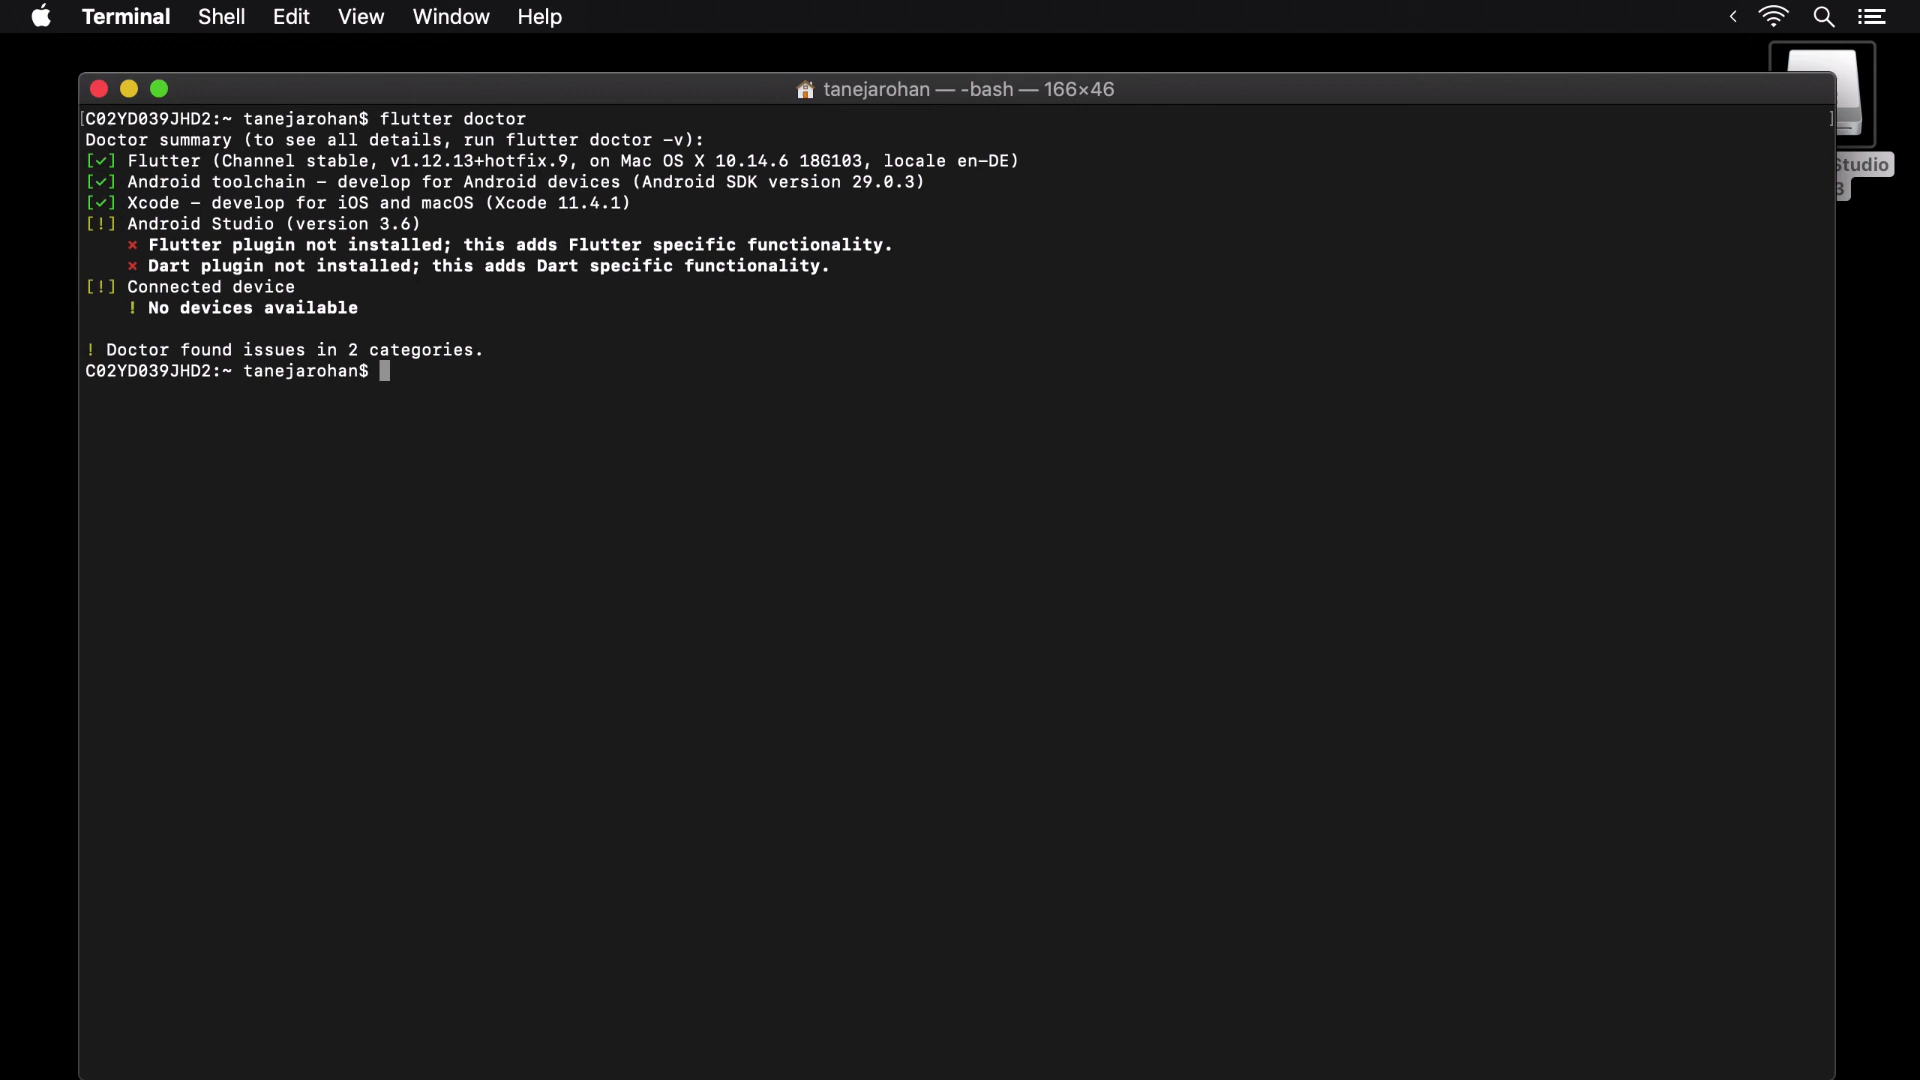 Terminal Shell Edit View Window Help
tanejarohan — -bash — 166×46
C02YD039JHD2:~ tanejarohan$ flutter doctor
Doctor summary (to see all details, run flutter doctor -v):
[✓] Flutter (Channel stable, v1.12.13+hotfix.9, on Mac OS X 10.14.6 18G103, locale en-DE)
[✓] Android toolchain - develop for Android devices (Android SDK version 29.0.3)
[✓] Xcode - develop for iOS and macOS (Xcode 11.4.1)
[!] Android Studio (version 3.6)
✗ Flutter plugin not installed; this adds Flutter specific functionality.
✗ Dart plugin not installed; this adds Dart specific functionality.
[!] Connected device
! No devices available
! Doctor found issues in 2 categories.
C02YD039JHD2:~ tanejarohan$
Studio
3